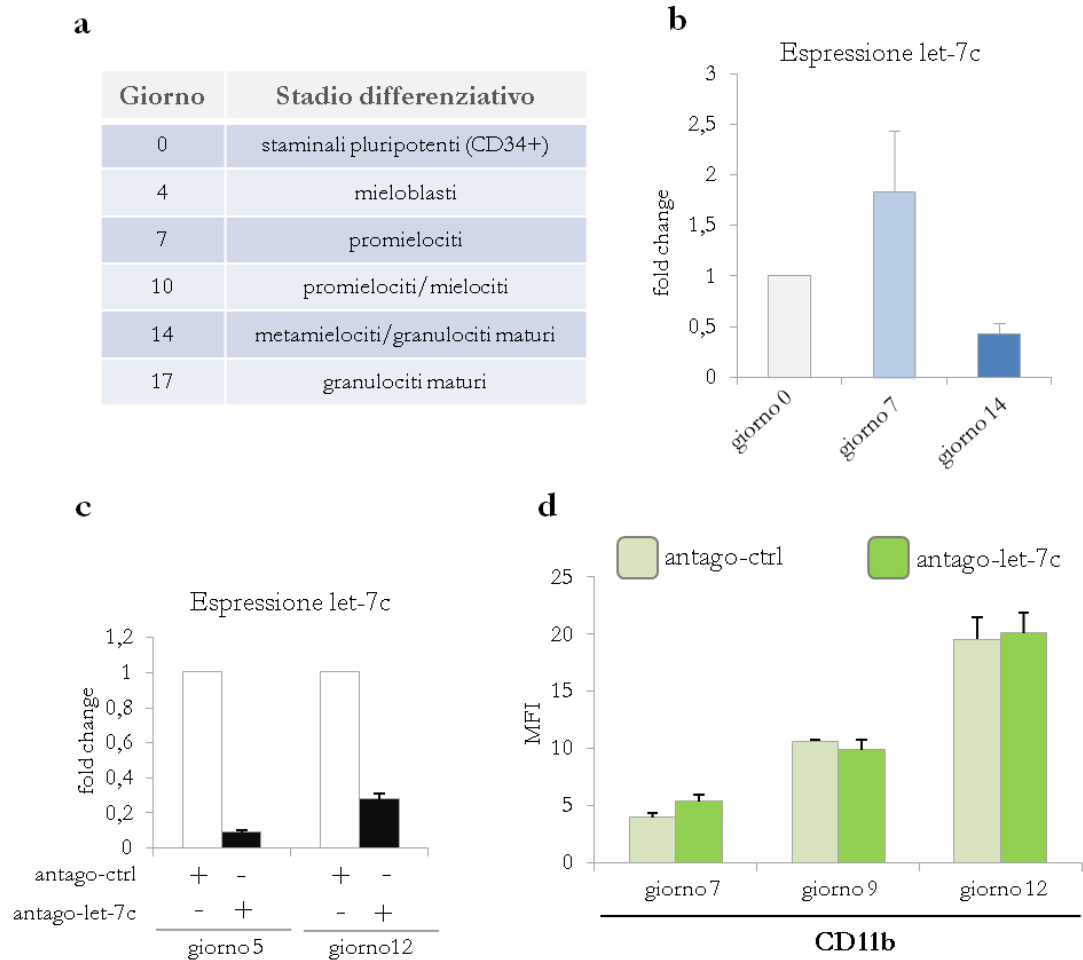 a
Giorno Stadio differenziativo
0 staminali pluripotenti (CD34+)
4 mieloblasti
7 promielociti
10 promielociti/mielociti
14 metamielociti/granulociti maturi
17 granulociti maturi
b
Espressione let-7c
3
2,5
2
1,5
1
0,5
0
fold change
giorno 0 giorno 7 giorno 14
c
Espressione let-7c
1,2
1
0,8
0,6
0,4
0,2
0
fold change
antago-ctrl + - + -
antago-let-7c - + - +
giorno 5 giorno12
d
antago-ctrl antago-let-7c
25
20
15
10
5
0
MFI
giorno 7 giorno 9 giorno 12
CD11b